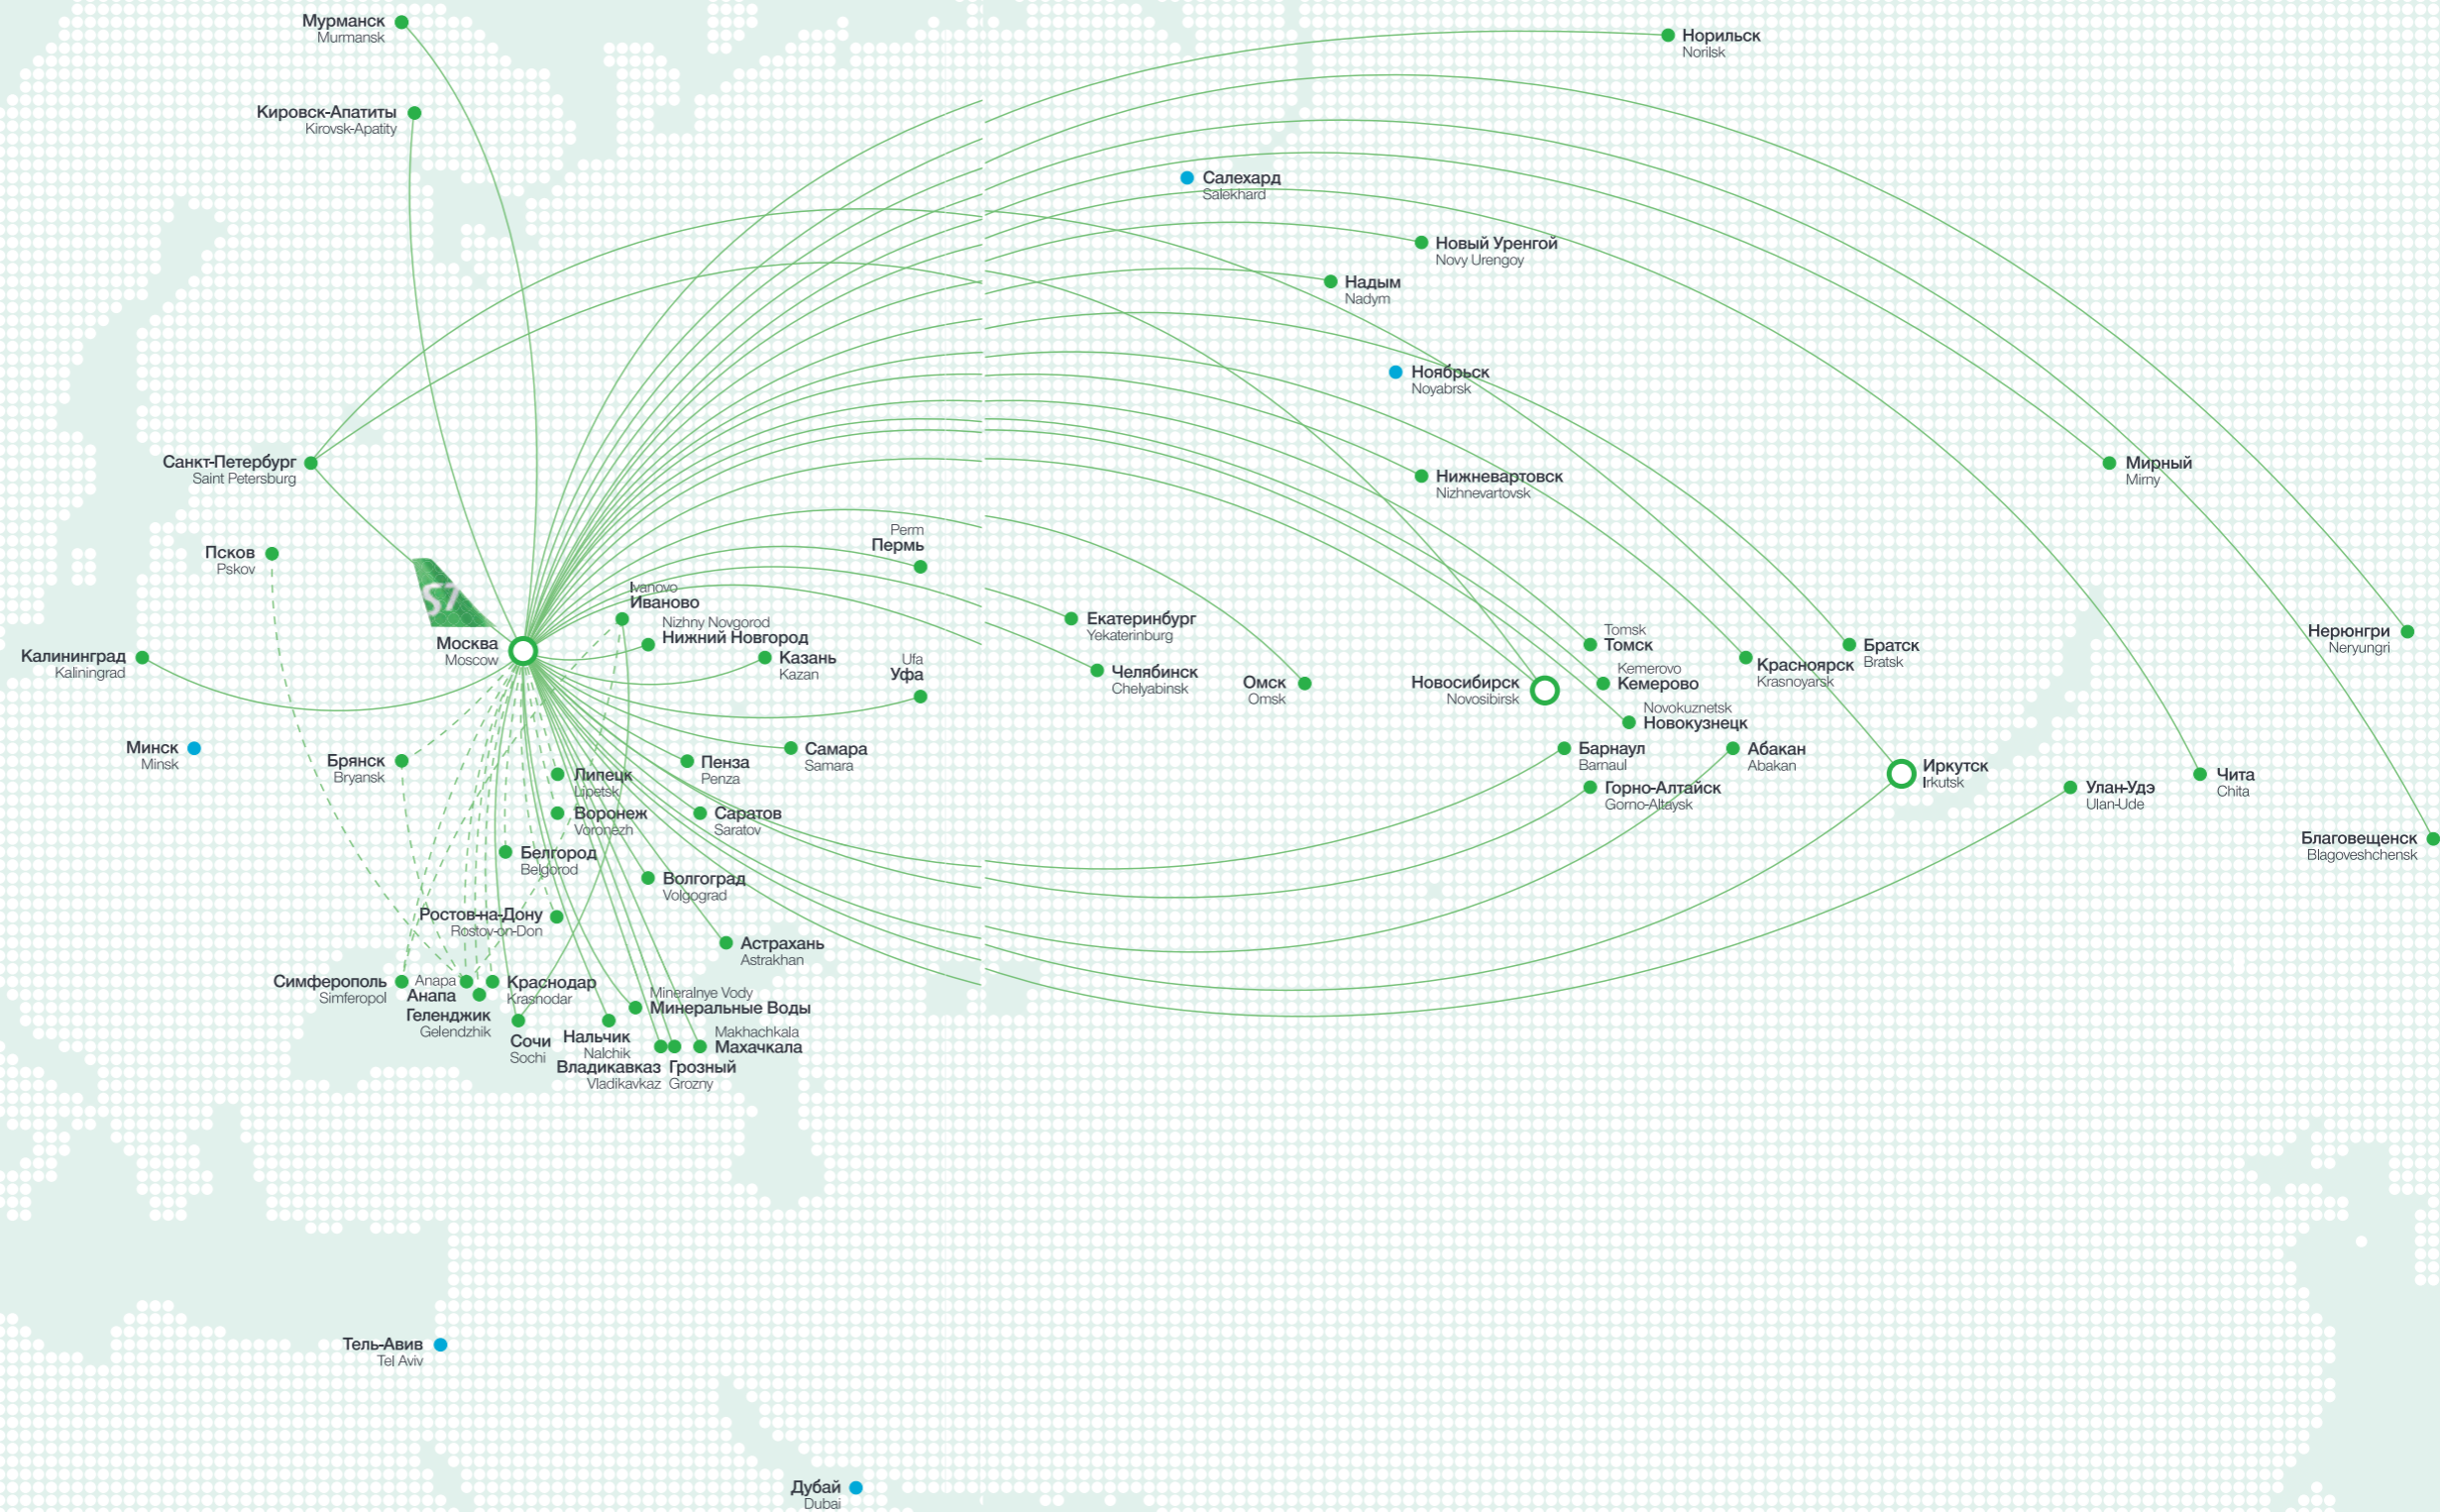 Мурманск
Murmansk
Норильск
Norilsk
Кировск-Апатиты
Kirovsk-Apatity
Салехард
Salekhard
Новый Уренгой
Novy Urengoy
Надым
Nadym
Ноябрьск
Noyabrsk
Санкт-Петербург
Saint Petersburg
Нижневартовск
Nizhnevartovsk
Мирный
Mirny
Perm
Пермь
Псков
Pskov
S7
Ivanovo
Иваново
Nizhny Novgorod
Нижний Новгород
Москва
Moscow
Калининград
Kaliningrad
Казань
Kazan
Ufa
Уфа
Екатеринбург
Yekaterinburg
Челябинск
Chelyabinsk
Омск
Omsk
Новосибирск
Novosibirsk
Tomsk
Томск
Kemerovo
Кемерово
Novokuznetsk
Новокузнецк
Красноярск
Krasnoyarsk
Братск
Bratsk
Нерюнгри
Neryungri
Минск
Minsk
Брянск
Bryansk
Липецк
Lipetsk
Пенза
Penza
Самара
Samara
Барнаул
Barnaul
Абакан
Abakan
Горно-Алтайск
Gorno-Altaysk
Иркутск
Irkutsk
Улан-Удэ
Ulan-Ude
Чита
Chita
Благовещенск
Blagoveshchensk
Воронеж
Voronezh
Саратов
Saratov
Белгород
Belgorod
Волгоград
Volgograd
Ростов-на-Дону
Rostov-on-Don
Астрахань
Astrakhan
Симферополь
Simferopol
Anapa
Анапа
Краснодар
Krasnodar
Геленджик
Gelendzhik
Сочи
Sochi
Mineralnye Vody
Минеральные Воды
Нальчик
Nalchik
Makhachkala
Махачкала
Владикавказ
Vladikavkaz
Грозный
Grozny
Тель-Авив
Tel Aviv
Дубай
Dubai